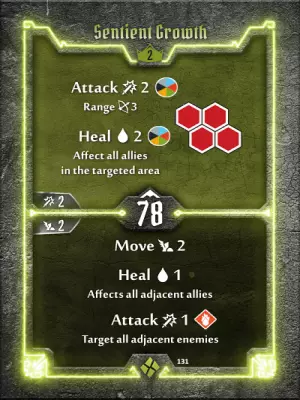 Sentient Growth
2
Attack 2
Range 3
Heal 2
Affect all allies
in the targeted area
2
78
2
Move 2
Heal 1
Affects all adjacent allies
Attack 1
Target all adjacent enemies
131